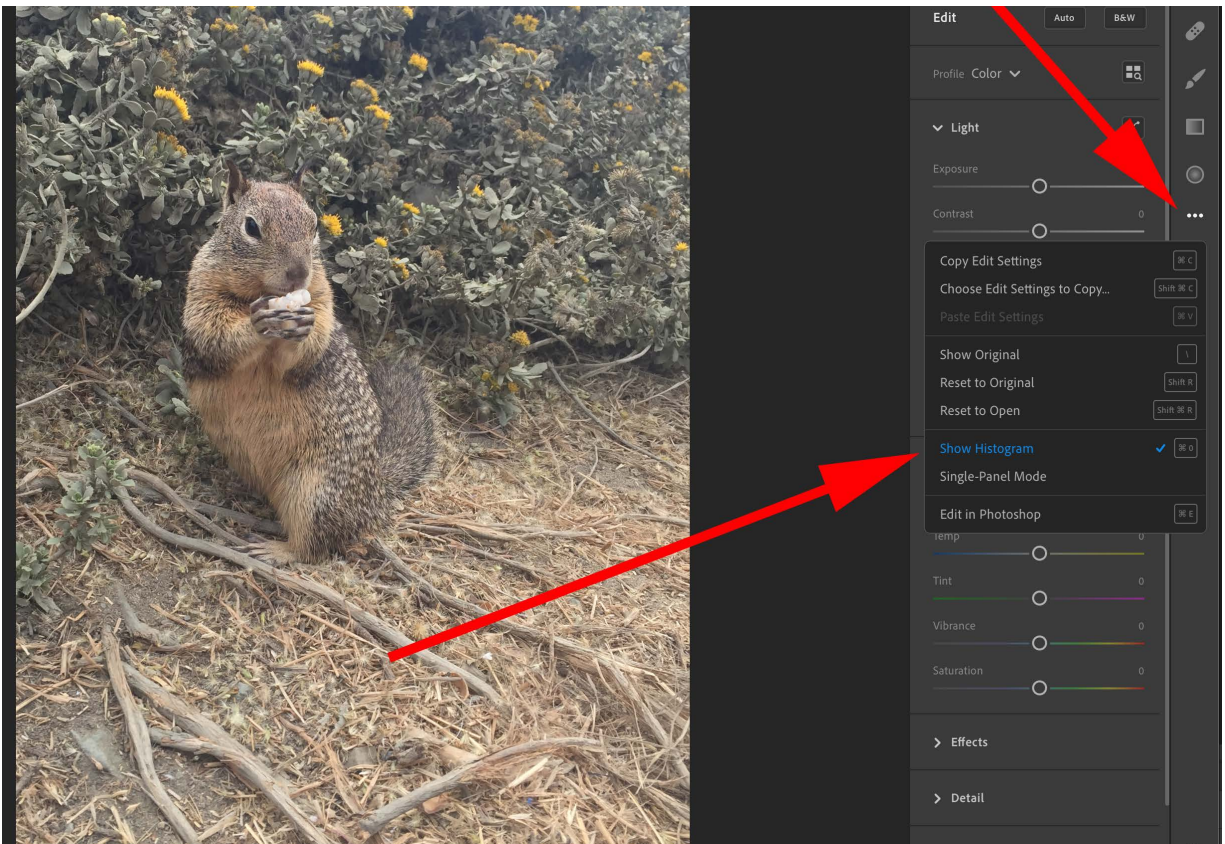 Edit Auto B&W
Profile Color
Light
Exposure
Contrast 0
Copy Edit Settings ⌘ C
Choose Edit Settings to Copy... Shift ⌘ C
Paste Edit Settings ⌘ V
Show Original \
Reset to Original Shift R
Reset to Open Shift ⌘ R
Show Histogram ⌘ 0
Single-Panel Mode
Edit in Photoshop ⌘ E
Temp 0
Tint 0
Vibrance 0
Saturation 0
Effects
Detail